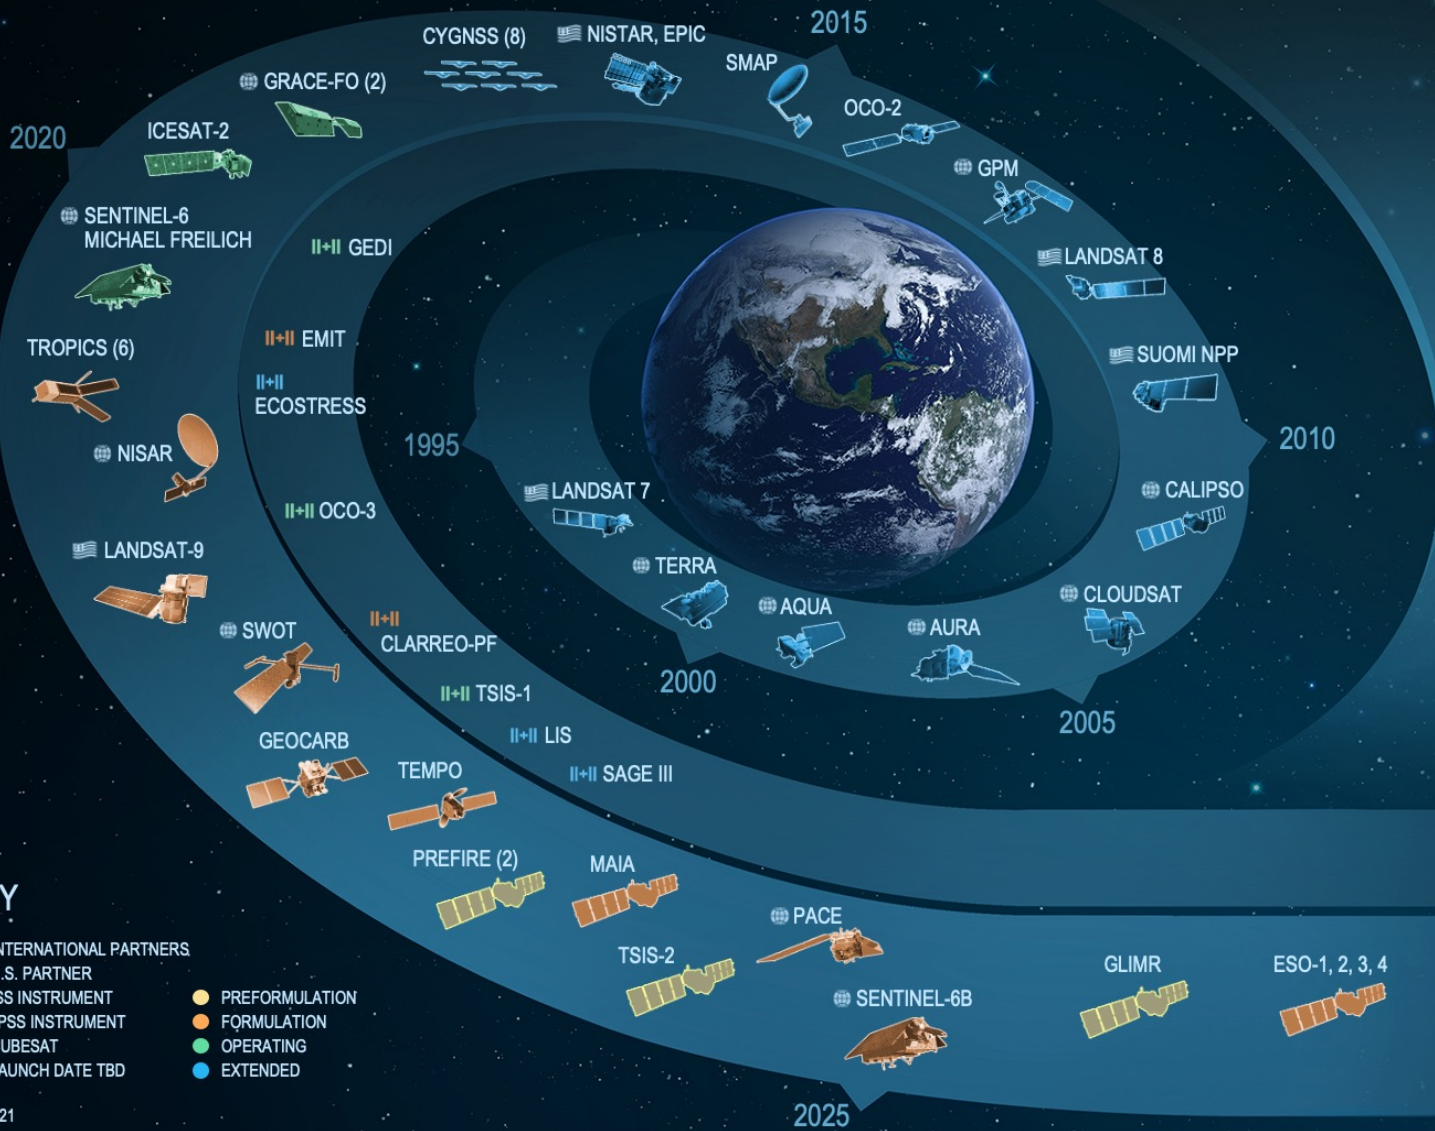 2015
CYGNSS (8)
NISTAR, EPIC
SMAP
GRACE-FO (2)
OCO-2
2020
ICESAT-2
GPM
SENTINEL-6
MICHAEL FREILICH
GEDI
LANDSAT 8
EMIT
TROPICS (6)
SUOMI NPP
ECOSTRESS
1995
2010
NISAR
LANDSAT 7
CALIPSO
OCO-3
LANDSAT-9
TERRA
CLOUDSAT
AQUA
AURA
SWOT
CLARREO-PF
2000
TSIS-1
2005
GEOCARB
LIS
TEMPO
SAGE III
PREFIRE (2)
MAIA
PACE
TSIS-2
GLIMR
ESO-1, 2, 3, 4
SENTINEL-6B
2025
Y
NTERNATIONAL PARTNERS
.S. PARTNER
SS INSTRUMENT
PSS INSTRUMENT
UBESAT
AUNCH DATE TBD
PREFORMULATION
FORMULATION
OPERATING
EXTENDED
21